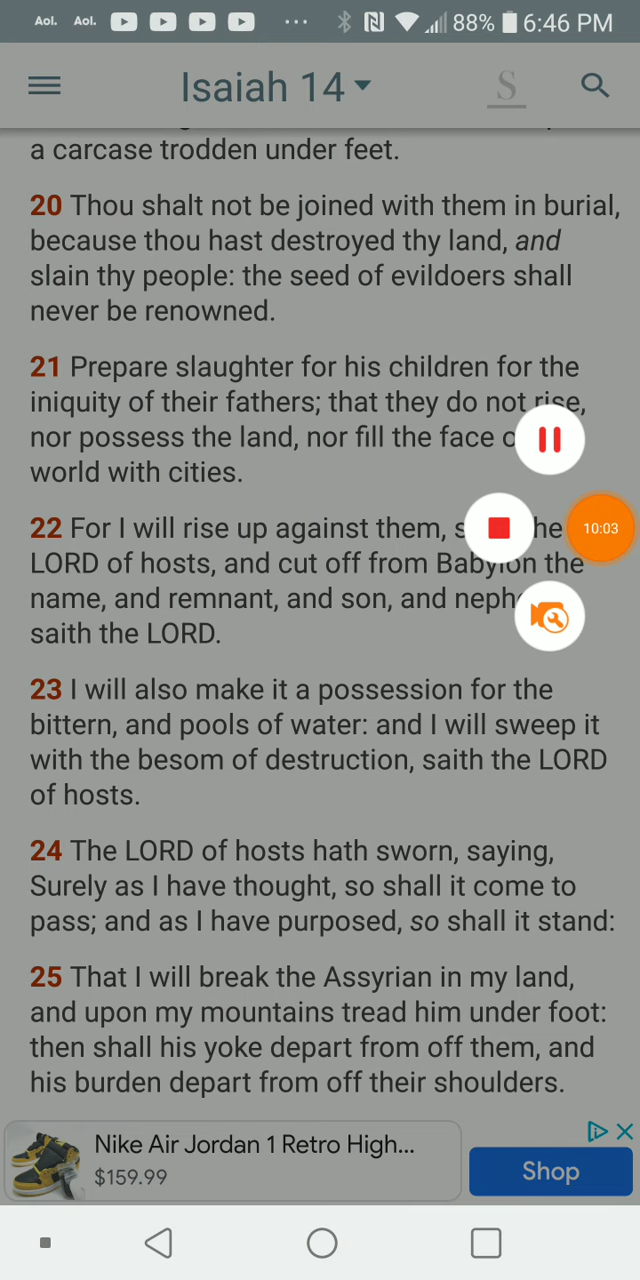 Aol. Aol. ... 88% 6:46 PM
Isaiah 14 S
a carcase trodden under feet.
20 Thou shalt not be joined with them in burial,
because thou hast destroyed thy land, and
slain thy people: the seed of evildoers shall
never be renowned.
21 Prepare slaughter for his children for the
iniquity of their fathers; that they do not rise,
nor possess the land, nor fill the face
world with cities.
22 For I will rise up against them,
10:03
LORD of hosts, and cut off from Babylon the
name, and remnant, and son, and neph
saith the LORD.
23 I will also make it a possession for the
bittern, and pools of water: and I will sweep it
with the besom of destruction, saith the LORD
of hosts.
24 The LORD of hosts hath sworn, saying,
Surely as I have thought, so shall it come to
pass; and as I have purposed, so shall it stand:
25 That I will break the Assyrian in my land,
and upon my mountains tread him under foot:
then shall his yoke depart from off them, and
his burden depart from off their shoulders.
Nike Air Jordan 1 Retro High...
$159.99
Shop